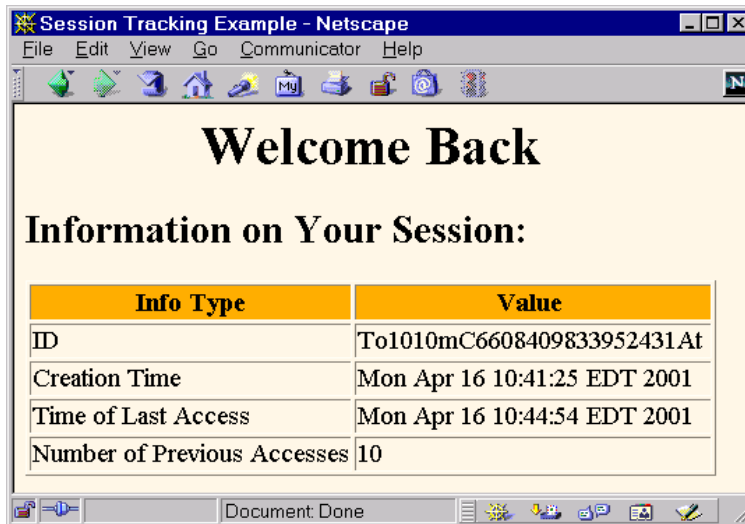 Session Tracking Example - Netscape
File Edit View Go Communicator Help
My
N
Welcome Back
Information on Your Session:
Info Type Value
ID To1010mC6608409833952431At
Creation Time Mon Apr 16 10:41:25 EDT 2001
Time of Last Access Mon Apr 16 10:44:54 EDT 2001
Number of Previous Accesses 10
Document: Done